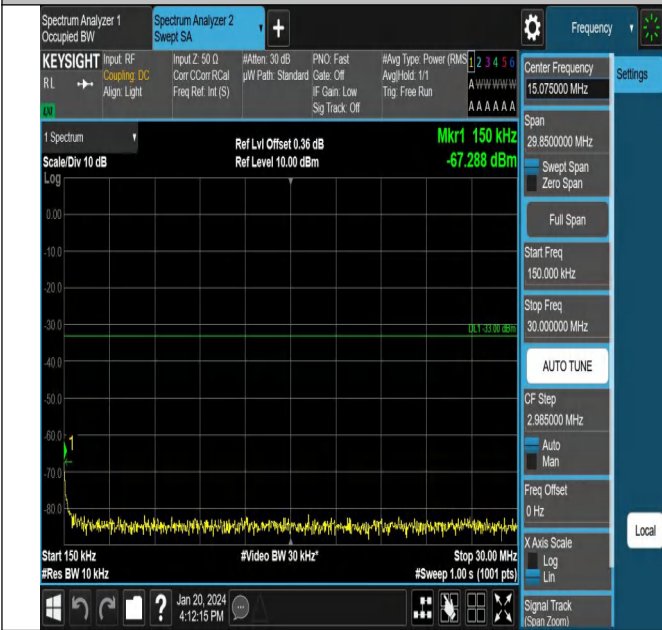 Spectrum Analyzer 1
Occupied BW
Spectrum Analyzer 2
Swept SA
+
Frequency
KEYSIGHT
RL
Input: RF
Coupling: DC
Align: Light
Input Z: 50 Ω
Corr CCorr RCal
Freq Ref: Int (S)
#Atten: 30 dB
µW Path: Standard
PNO: Fast
Gate: Off
IF Gain: Low
Sig Track: Off
#Avg Type: Power (RMS
Avg|Hold: 1/1
Trig: Free Run
1 2 3 4 5 6
A W W W W W
A A A A A A
LXI
1 Spectrum
Scale/Div 10 dB
Log
Ref Lvl Offset 0.36 dB
Ref Level 10.00 dBm
Mkr1 150 kHz
-67.288 dBm
0.00
-10.0
-20.0
-30.0
DL1 -33.00 dBm
-40.0
-50.0
-60.0
1
-70.0
-80.0
Start 150 kHz
#Res BW 10 kHz
#Video BW 30 kHz*
Stop 30.00 MHz
#Sweep 1.00 s (1001 pts)
Jan 20, 2024
4:12:15 PM
Center Frequency
15.075000 MHz
Settings
Span
29.8500000 MHz
Swept Span
Zero Span
Full Span
Start Freq
150.000 kHz
Stop Freq
30.000000 MHz
AUTO TUNE
CF Step
2.985000 MHz
Auto
Man
Freq Offset
0 Hz
Local
X Axis Scale
Log
Lin
Signal Track
(Span Zoom)